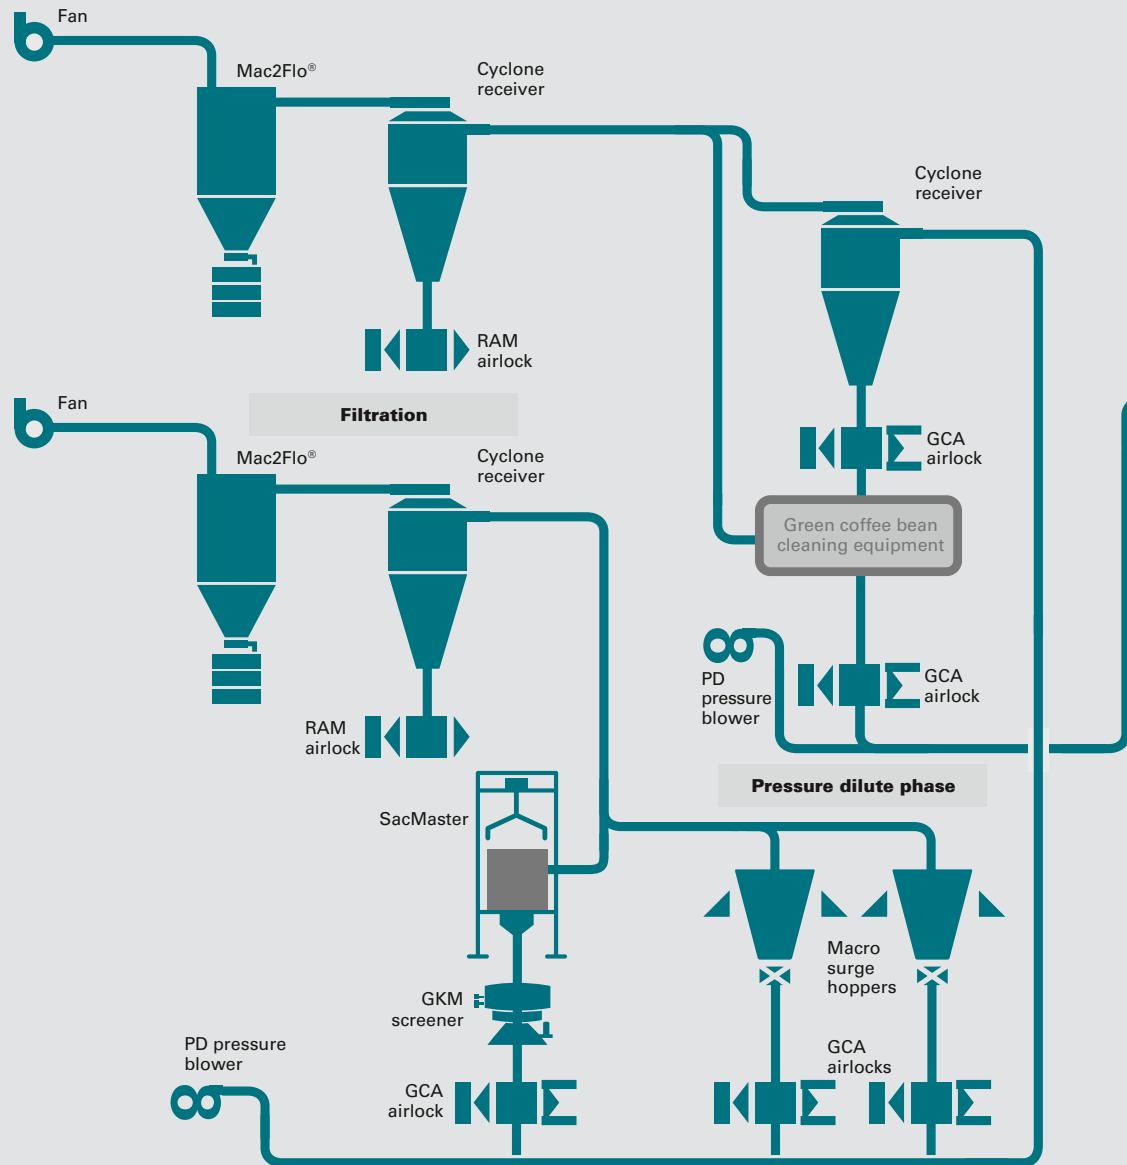 Fan
Mac2Flo®
Cyclone
receiver
Cyclone
receiver
RAM
airlock
Filtration
Fan
Mac2Flo®
Cyclone
receiver
GCA
airlock
Green coffee bean
cleaning equipment
PD
pressure
blower
GCA
airlock
RAM
airlock
Pressure dilute phase
SacMaster
Macro
surge
hoppers
GKM
screener
PD pressure
blower
GCA
airlocks
GCA
airlock